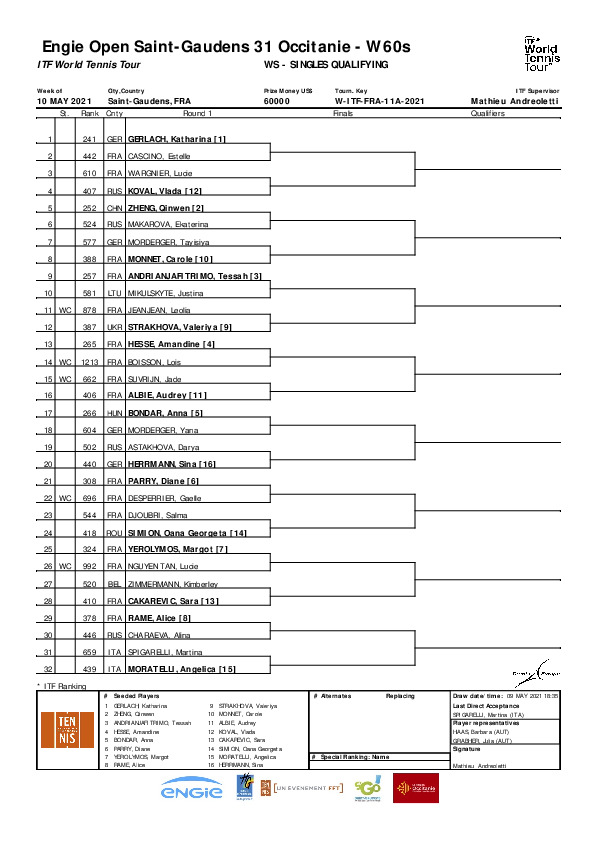 Engie Open Saint-Gaudens 31 Occitanie - W60s
ITF World Tennis Tour WS - SINGLES QUALIFYING
ITF World Tennis Tour
Week of City,Country Prize Money US$ Tourn. Key ITF Supervisor
10 MAY 2021 Saint-Gaudens, FRA 60000 W-ITF-FRA-11A-2021 Mathieu Andreoletti
St. Rank Cnty Round 1 Finals Qualifiers
1 241 GER GERLACH, Katharina [1]
2 442 FRA CASCINO, Estelle
3 610 FRA WARGNIER, Lucie
4 407 RUS KOVAL, Vlada [12]
5 252 CHN ZHENG, Qinwen [2]
6 524 RUS MAKAROVA, Ekaterina
7 577 GER MORDERGER, Tayisiya
8 388 FRA MONNET, Carole [10]
9 257 FRA ANDRIANJAFITRIMO, Tessah [3]
10 581 LTU MIKULSKYTE, Justina
11 WC 878 FRA JEANJEAN, Leolia
12 387 UKR STRAKHOVA, Valeriya [9]
13 265 FRA HESSE, Amandine [4]
14 WC 1213 FRA BOISSON, Lois
15 WC 662 FRA SUVRIJN, Jade
16 406 FRA ALBIE, Audrey [11]
17 266 HUN BONDAR, Anna [5]
18 604 GER MORDERGER, Yana
19 502 RUS ASTAKHOVA, Darya
20 440 GER HERRMANN, Sina [16]
21 308 FRA PARRY, Diane [6]
22 WC 696 FRA DESPERRIER, Gaelle
23 544 FRA DJOUBRI, Salma
24 418 ROU SIMION, Oana Georgeta [14]
25 324 FRA YEROLYMOS, Margot [7]
26 WC 992 FRA NGUYEN TAN, Lucie
27 520 BEL ZIMMERMANN, Kimberley
28 410 FRA CAKAREVIC, Sara [13]
29 378 FRA RAME, Alice [8]
30 446 RUS CHARAEVA, Alina
31 659 ITA SPIGARELLI, Martina
32 439 ITA MORATELLI, Angelica [15]
* ITF Ranking
# Seeded Players # Alternates Replacing Draw date/time: 09 MAY 2021 18:35
1 GERLACH, Katharina 9 STRAKHOVA, Valeriya Last Direct Acceptance
2 ZHENG, Qinwen 10 MONNET, Carole SPIGARELLI, Martina (ITA)
3 ANDRIANJAFITRIMO, Tessah 11 ALBIE, Audrey Player representatives
4 HESSE, Amandine 12 KOVAL, Vlada HAAS, Barbara (AUT)
5 BONDAR, Anna 13 CAKAREVIC, Sara GRABHER, Julia (AUT)
6 PARRY, Diane 14 SIMION, Oana Georgeta Signature
7 YEROLYMOS, Margot 15 MORATELLI, Angelica # Special Ranking: Name
8 RAME, Alice 16 HERRMANN, Sina Mathieu Andreoletti
TEN
NIS
ENGIE
[UN EVENEMENT FFT]
Occitanie